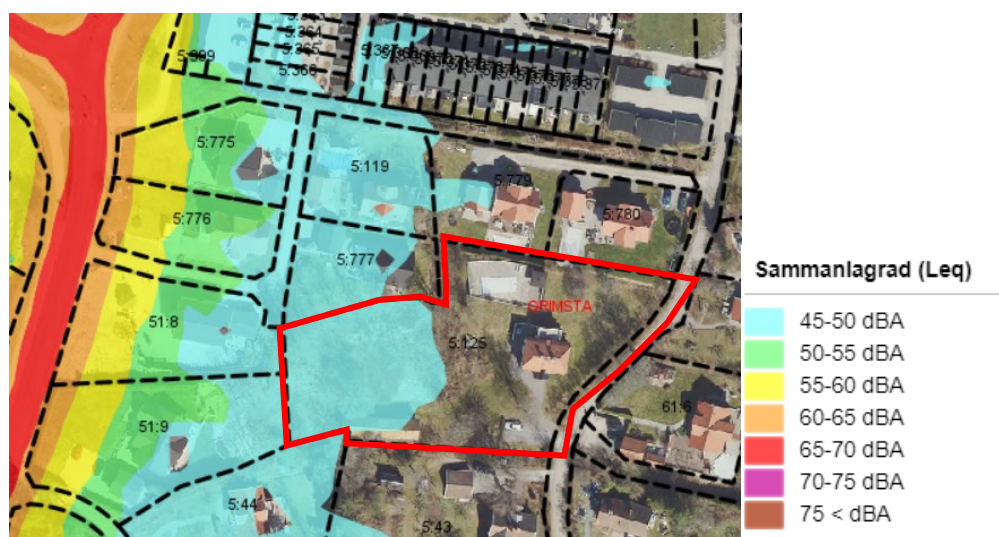 5:364
5:399
5:365
5:366
5:775
5:119
5:779
5:776
5:780
5:777
Sammanlagrad (Leq)
GRIMSTA
45-50 dBA
51:8
5:125
50-55 dBA
55-60 dBA
60-65 dBA
51:9
61:6
65-70 dBA
70-75 dBA
5:44
75 < dBA
5:43